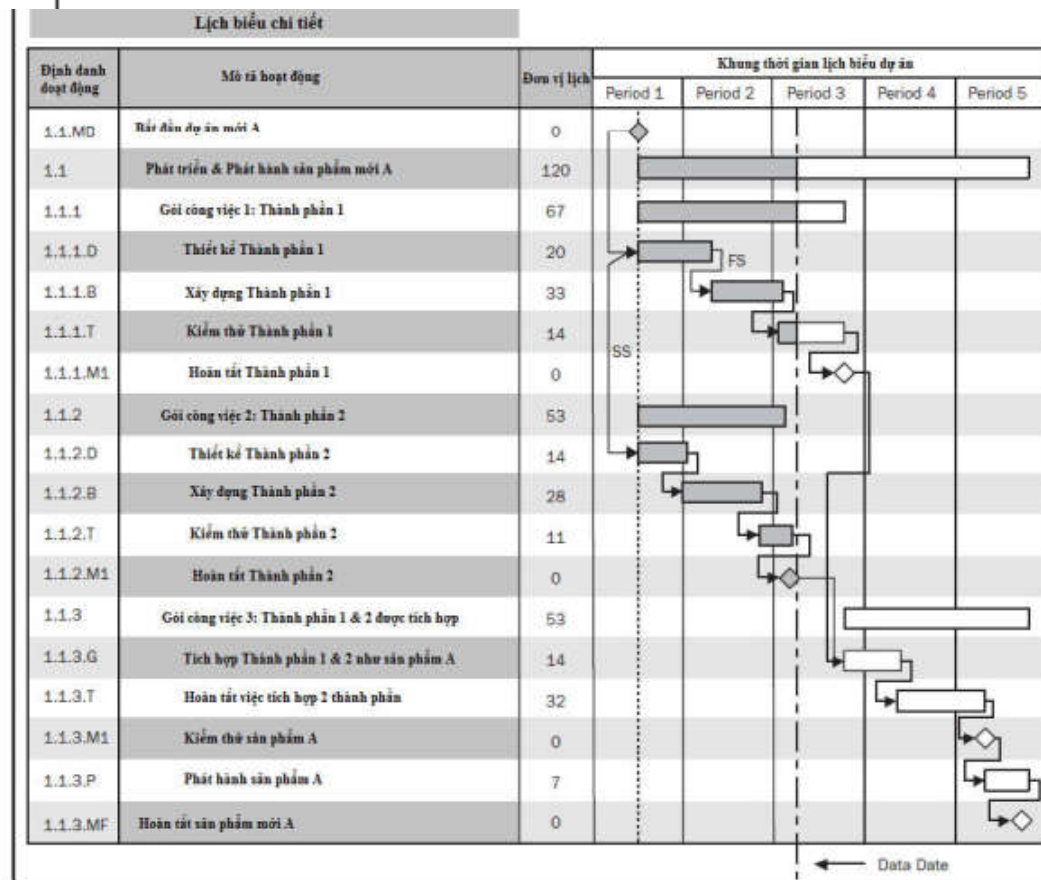 Lịch biểu chi tiết
Định danh
đoạt động
Mô tả hoạt động
Đơn vị lịch
Khung thời gian lịch biểu dự án
Period 1
Period 2
Period 3
Period 4
Period 5
1.1.MB
Bắt đầu dự án mới A
0
1.1
Phát triển & Phát hành sản phẩm mới A
120
1.1.1
Gói công việc 1: Thành phần 1
67
1.1.1.D
Thiết kế Thành phần 1
20
FS
1.1.1.B
Xây dựng Thành phần 1
33
1.1.1.T
Kiểm thử Thành phần 1
14
SS
1.1.1.M1
Hoàn tất Thành phần 1
0
1.1.2
Gói công việc 2: Thành phần 2
53
1.1.2.D
Thiết kế Thành phần 2
14
1.1.2.B
Xây dựng Thành phần 2
28
1.1.2.T
Kiểm thử Thành phần 2
11
1.1.2.M1
Hoàn tất Thành phần 2
0
1.1.3
Gói công việc 3: Thành phần 1 & 2 được tích hợp
53
1.1.3.G
Tích hợp Thành phần 1 & 2 như sản phẩm A
14
1.1.3.T
Hoàn tất việc tích hợp 2 thành phần
32
1.1.3.M1
Kiểm thử sản phẩm A
0
1.1.3.P
Phát hành sản phẩm A
7
1.1.3.MF
Hoàn tất sản phẩm mới A
0
Data Date